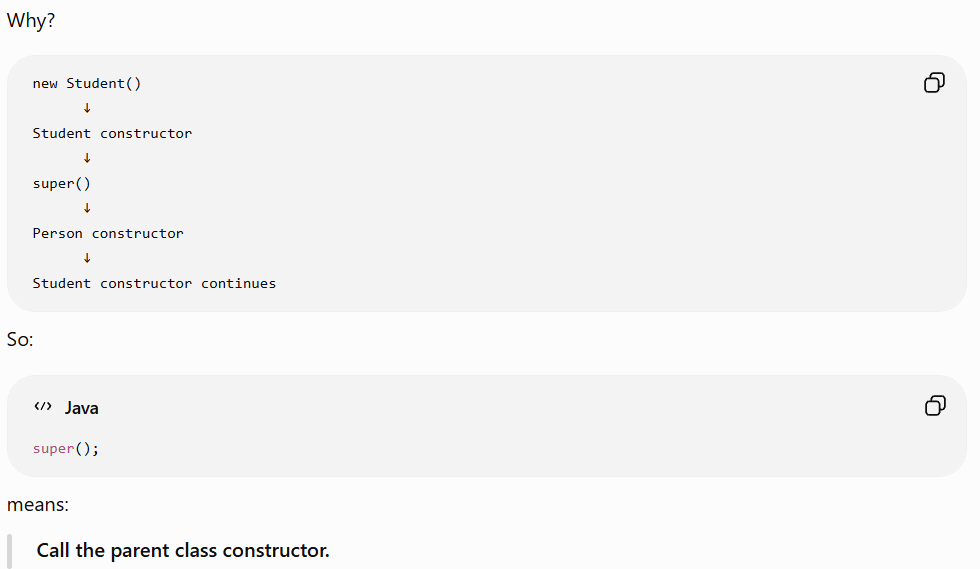 Why?
new Student()
↓
Student constructor
↓
super()
↓
Person constructor
↓
Student constructor continues
So:
</> Java
super();
means:
Call the parent class constructor.